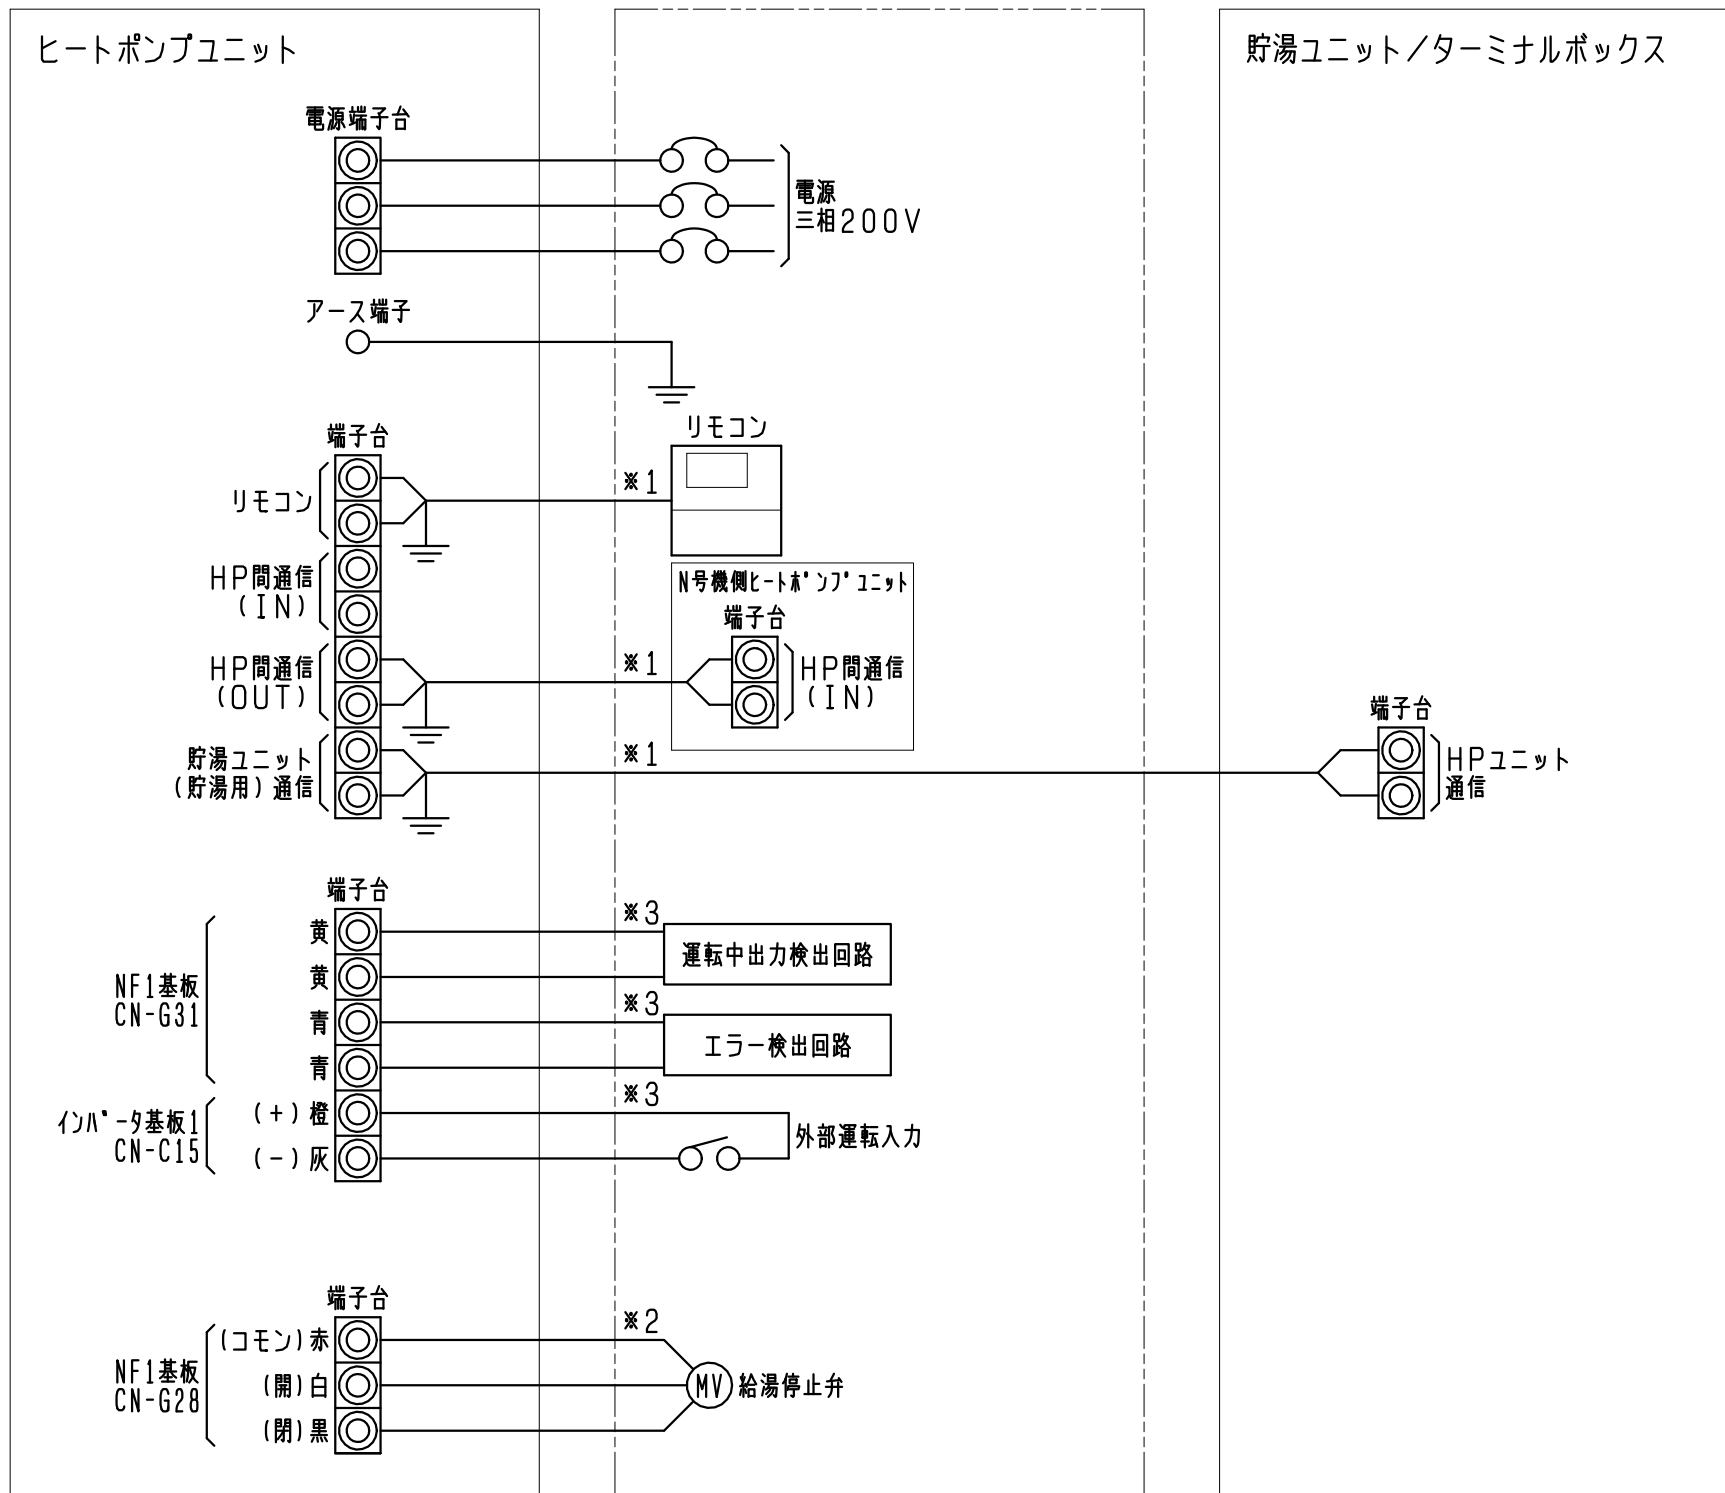 ヒートポンプユニット
貯湯ユニット／ターミナルボックス
電源端子台
電源
三相200V
アース端子
端子台
リモコン
リモコン
※1
HP間通信
(IN)
N号機側ヒートポンプユニット
端子台
HP間通信
(OUT)
※1
HP間通信
(IN)
貯湯ユニット
(貯湯用)通信
※1
端子台
HPユニット
通信
端子台
NF1基板
CN-G31
黄
黄
青
青
※3
運転中出力検出回路
※3
エラー検出回路
インバータ基板1
CN-C15
(+)橙
(-)灰
※3
外部運転入力
端子台
NF1基板
CN-G28
(コモン)赤
(開)白
(閉)黒
※2
MV
給湯停止弁